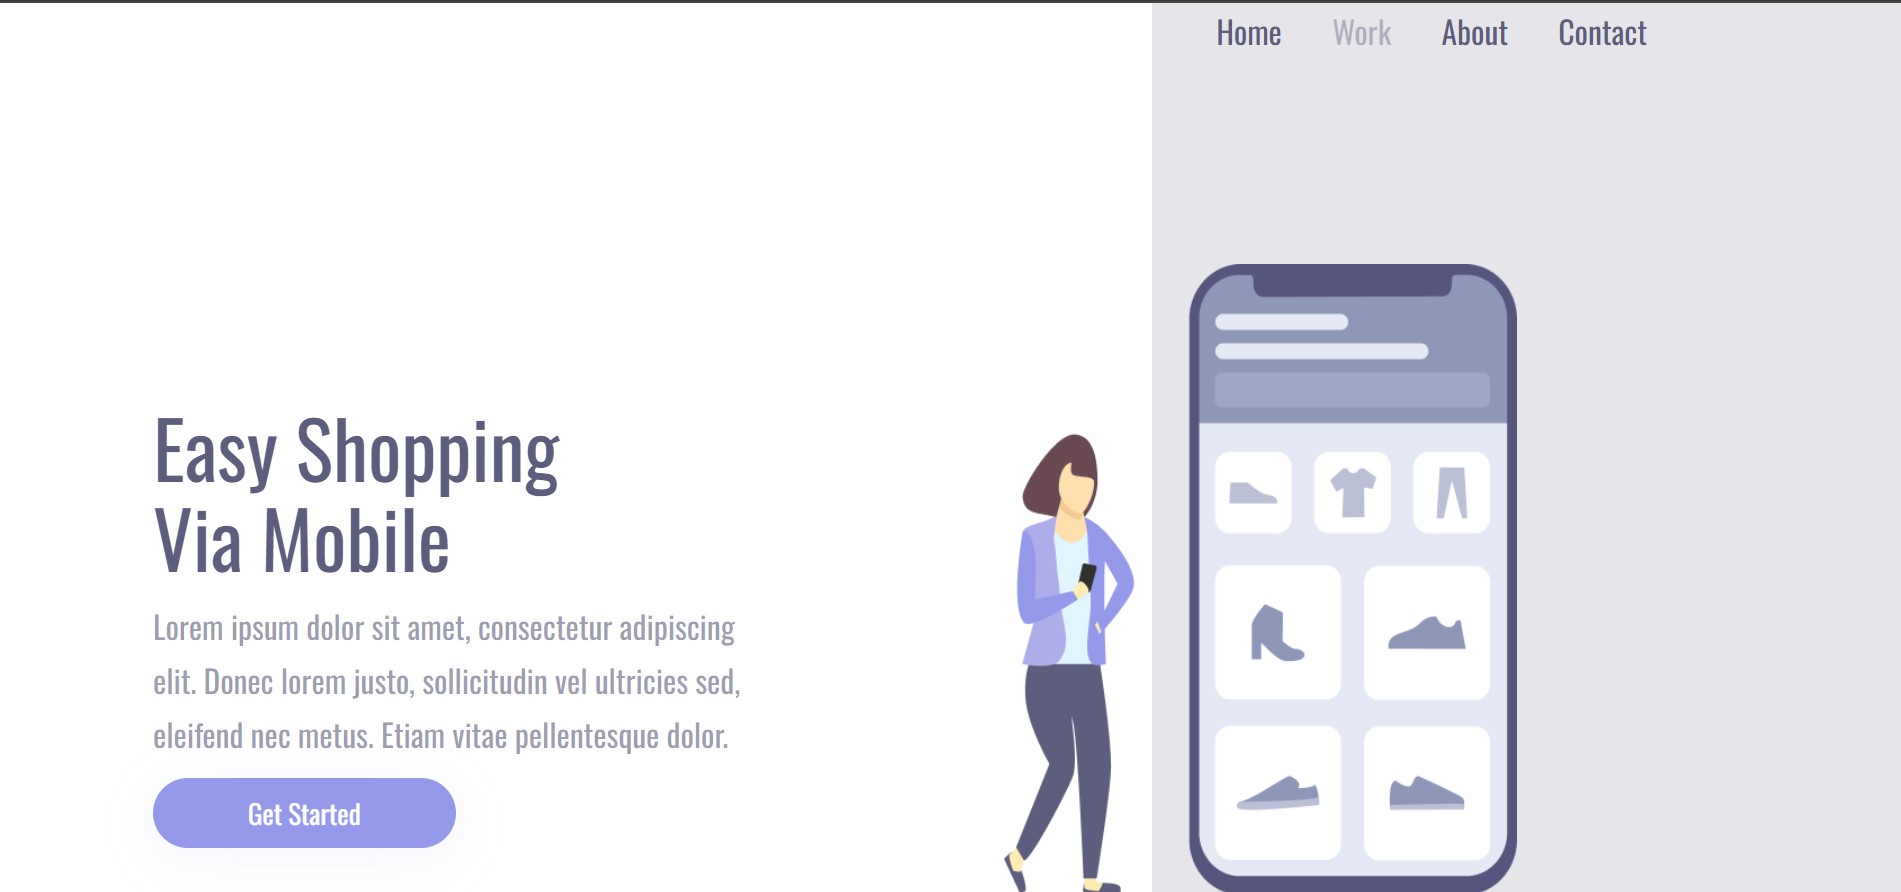 Home Work About Contact
Easy Shopping
Via Mobile
Lorem ipsum dolor sit amet, consectetur adipiscing
elit. Donec lorem justo, sollicitudin vel ultricies sed,
eleifend nec metus. Etiam vitae pellentesque dolor.
Get Started